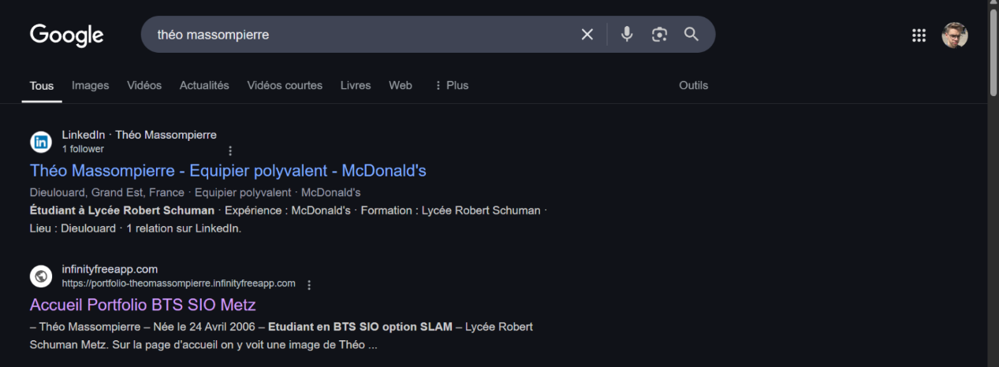 Google
théo massompierre
Tous Images Vidéos Actualités Vidéos courtes Livres Web Plus Outils
LinkedIn · Théo Massompierre
1 follower
Théo Massompierre - Equipier polyvalent - McDonald's
Dieulouard, Grand Est, France · Equipier polyvalent · McDonald's
Étudiant à Lycée Robert Schuman · Expérience : McDonald's · Formation : Lycée Robert Schuman ·
Lieu : Dieulouard · 1 relation sur LinkedIn.
infinityfreeapp.com
https://portfolio-theomassompierre.infinityfreeapp.com
Accueil Portfolio BTS SIO Metz
– Théo Massompierre – Née le 24 Avril 2006 – Etudiant en BTS SIO option SLAM – Lycée Robert
Schuman Metz. Sur la page d'accueil on y voit une image de Théo ...